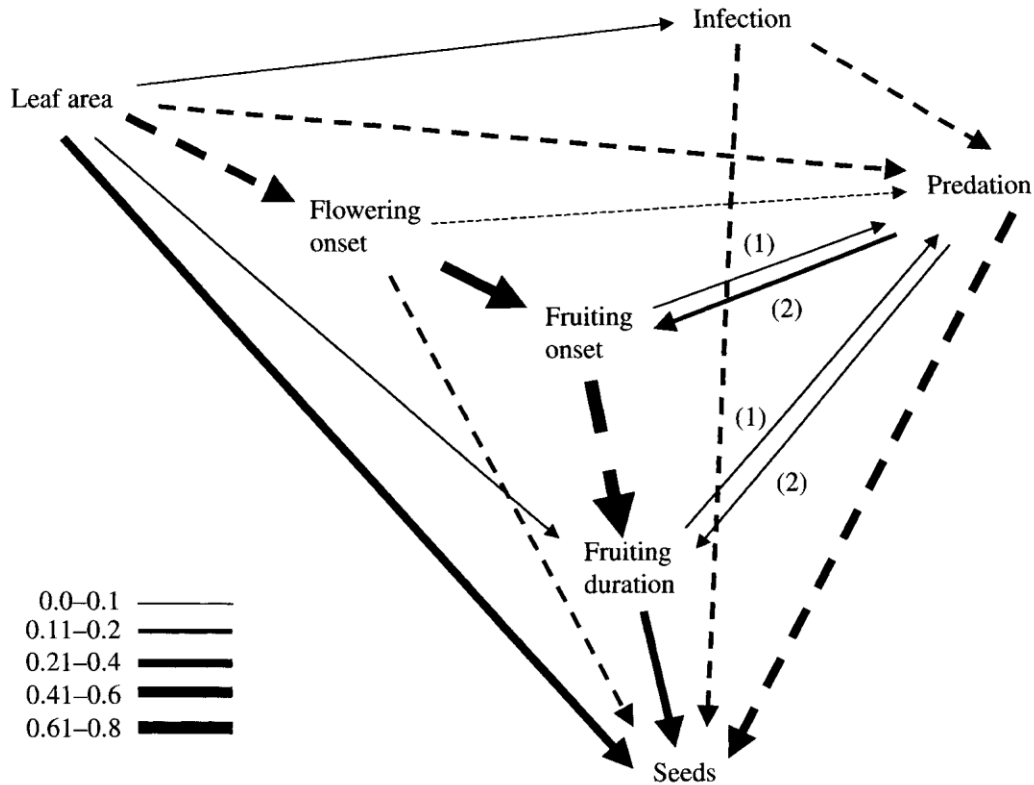 Infection
Leaf area
Predation
Flowering
onset
(1)
Fruiting
onset
(2)
(1)
(2)
Fruiting
duration
0.0–0.1
0.11–0.2
0.21–0.4
0.41–0.6
0.61–0.8
Seeds